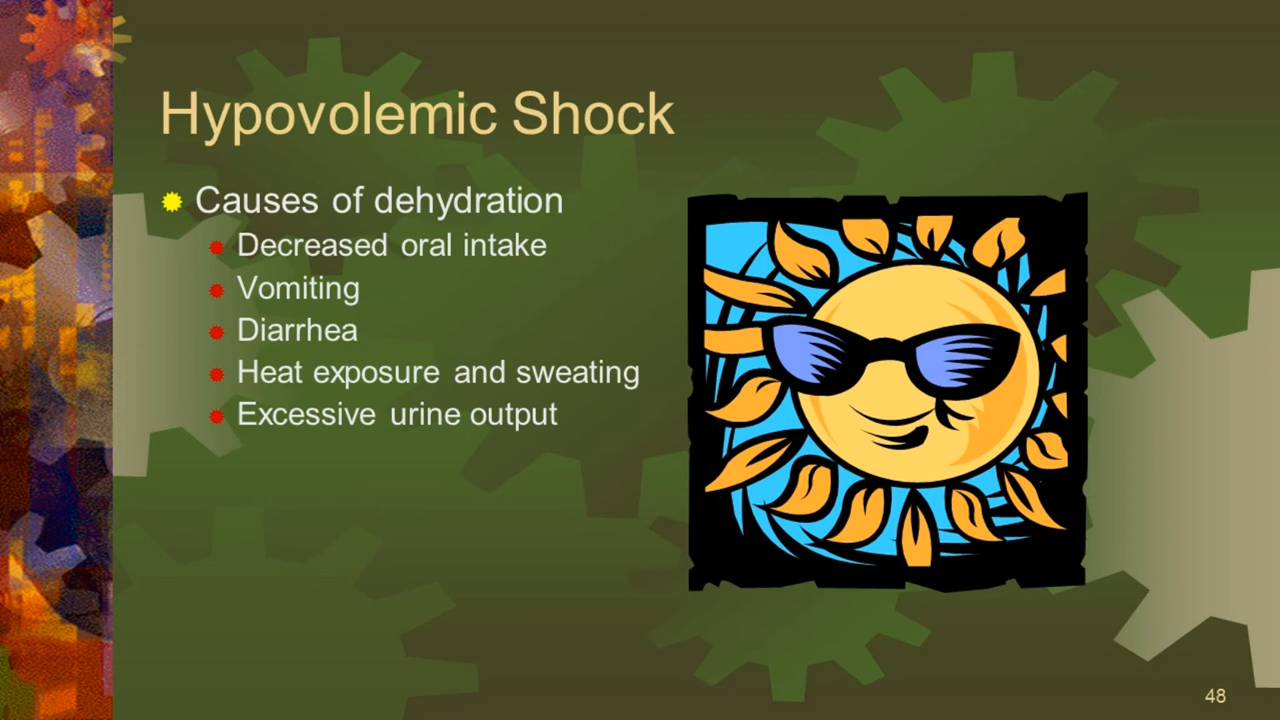 Hypovolemic Shock
Causes of dehydration
Decreased oral intake
Vomiting
Diarrhea
Heat exposure and sweating
Excessive urine output
48